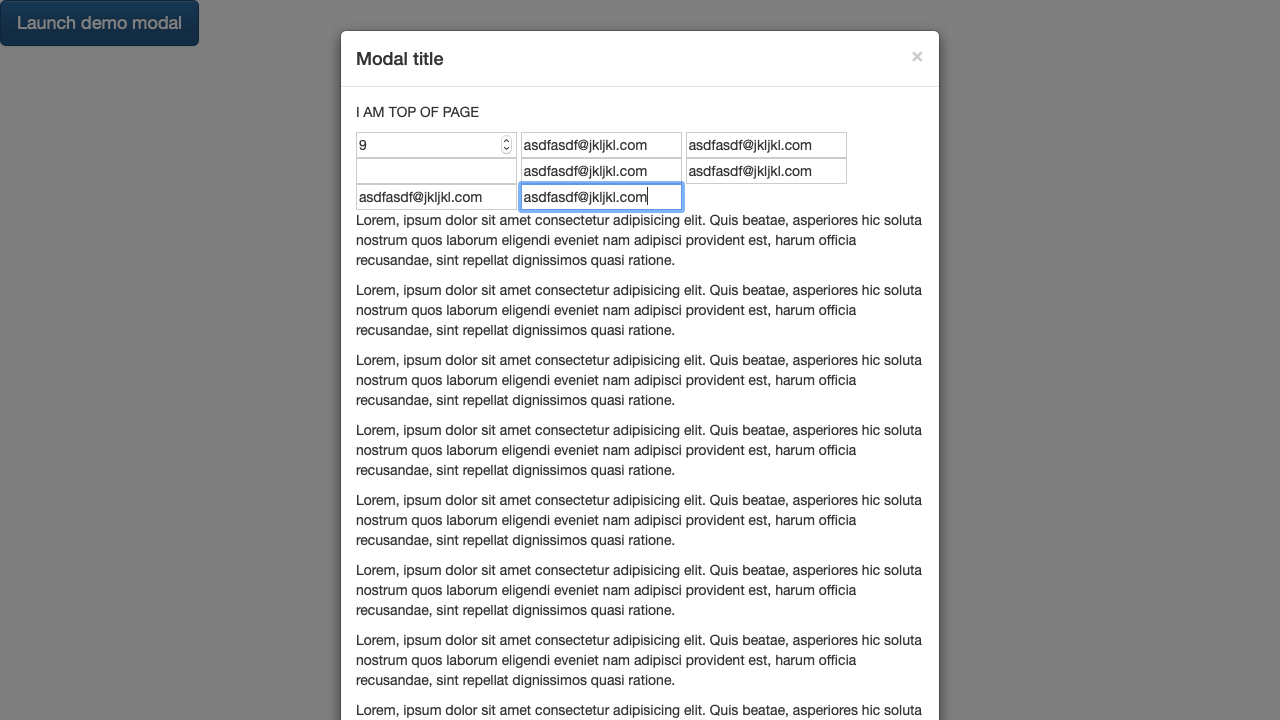 Launch demo modal
Modal title
×
I AM TOP OF PAGE
9 asdfasdf@jkljkl.com asdfasdf@jkljkl.com
asdfasdf@jkljkl.com asdfasdf@jkljkl.com
asdfasdf@jkljkl.com asdfasdf@jkljkl.com
Lorem, ipsum dolor sit amet consectetur adipisicing elit. Quis beatae, asperiores hic soluta
nostrum quos laborum eligendi eveniet nam adipisci provident est, harum officia
recusandae, sint repellat dignissimos quasi ratione.
Lorem, ipsum dolor sit amet consectetur adipisicing elit. Quis beatae, asperiores hic soluta
nostrum quos laborum eligendi eveniet nam adipisci provident est, harum officia
recusandae, sint repellat dignissimos quasi ratione.
Lorem, ipsum dolor sit amet consectetur adipisicing elit. Quis beatae, asperiores hic soluta
nostrum quos laborum eligendi eveniet nam adipisci provident est, harum officia
recusandae, sint repellat dignissimos quasi ratione.
Lorem, ipsum dolor sit amet consectetur adipisicing elit. Quis beatae, asperiores hic soluta
nostrum quos laborum eligendi eveniet nam adipisci provident est, harum officia
recusandae, sint repellat dignissimos quasi ratione.
Lorem, ipsum dolor sit amet consectetur adipisicing elit. Quis beatae, asperiores hic soluta
nostrum quos laborum eligendi eveniet nam adipisci provident est, harum officia
recusandae, sint repellat dignissimos quasi ratione.
Lorem, ipsum dolor sit amet consectetur adipisicing elit. Quis beatae, asperiores hic soluta
nostrum quos laborum eligendi eveniet nam adipisci provident est, harum officia
recusandae, sint repellat dignissimos quasi ratione.
Lorem, ipsum dolor sit amet consectetur adipisicing elit. Quis beatae, asperiores hic soluta
nostrum quos laborum eligendi eveniet nam adipisci provident est, harum officia
recusandae, sint repellat dignissimos quasi ratione.
Lorem, ipsum dolor sit amet consectetur adipisicing elit. Quis beatae, asperiores hic soluta